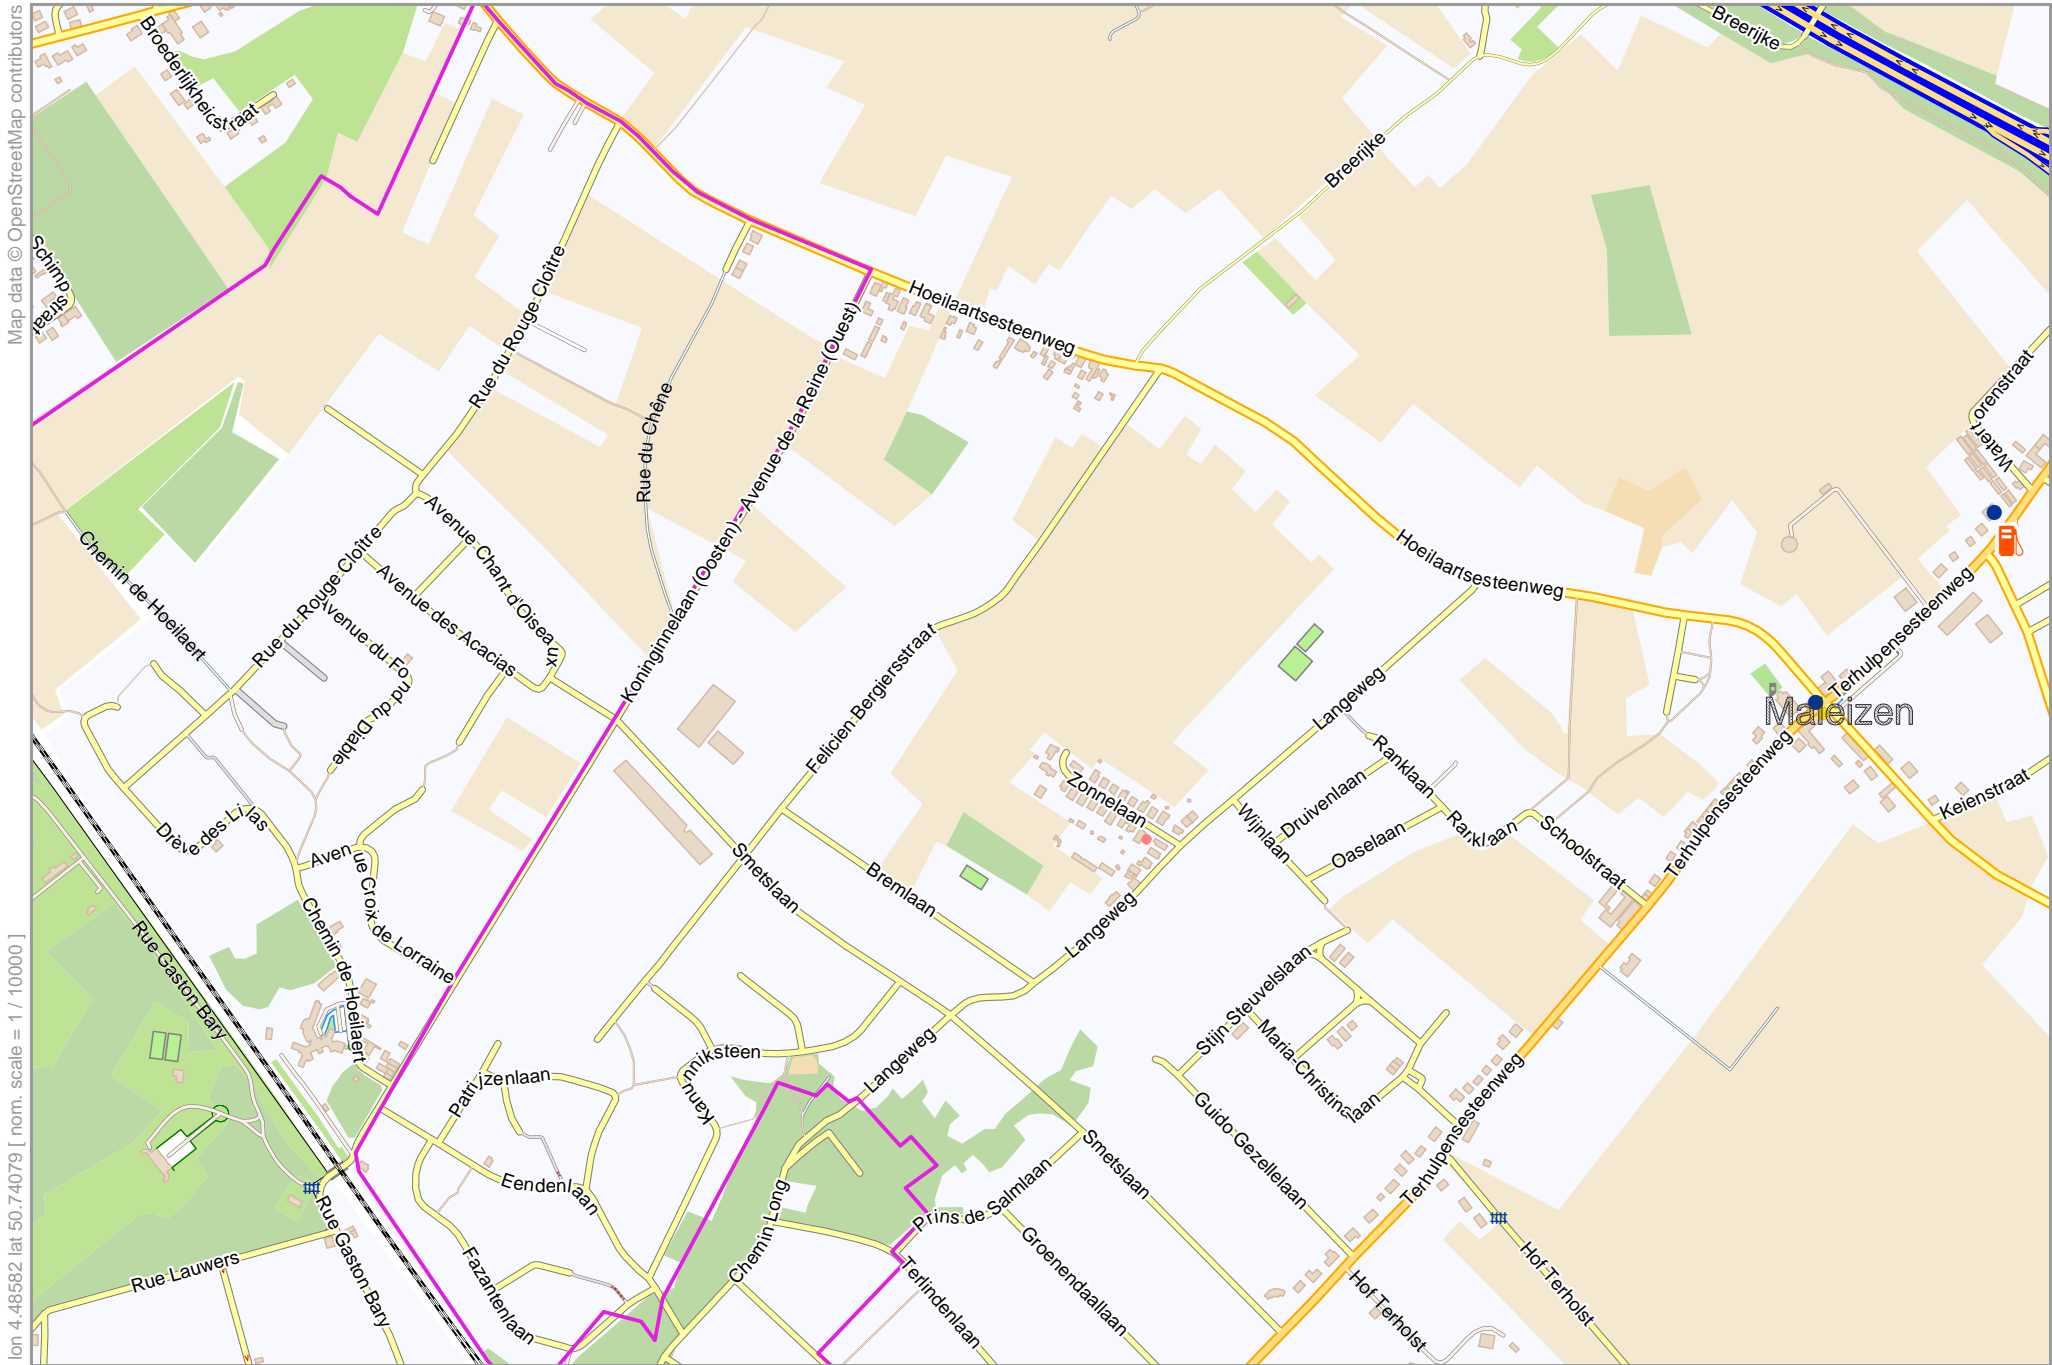 Map data © OpenStreetMap contributors
lon 4.48582 lat 50.74079 [ nom. scale = 1 / 10000 ]
Broederlijkheidstraat
Breerijke
Breerijke
Schimp straat
Rue du Rouge Cloître
Hoeilaartsesteenweg
Koninginnelaan (Oosten) - Avenue de la Reine (Ouest)
Rue du Chêne
Waterstorenstraat
Avenue Chant d'Oiseaux
Hoeilaartsesteenweg
Chemin de Hoeilaert
Rue du Rouge Cloître
Avenue des Acacias
Avenue du Fond du Diable
Felicien Bergiersstraat
Terhulpensesteenweg
Langeweg
Maleizen
Ranklaan
Zonnelaan
Druivenlaan
Keienstraat
Terhulpensesteenweg
Drève des Lilas
Wijnlaan
Oaselaan
Ranklaan
Schoolstraat
Avenue Croix de Lorraine
Smetslaan
Bremlaan
Langeweg
Chemin de Hoeilaert
Rue Gaston Bary
Stijn Steuvelslaan
Maria-Christinalaan
Langeweg
Kanunniksteen
Patrijzenlaan
Guido Gezellelaan
Terhulpensesteenweg
Smetslaan
Eendenlaan
Prins de Salmlaan
Chemin Long
Rue Gaston Bary
Rue Lauwers
Fazantenlaan
Terlindenlaan
Groenendaallaan
Hof Terholst
Hof Terholst